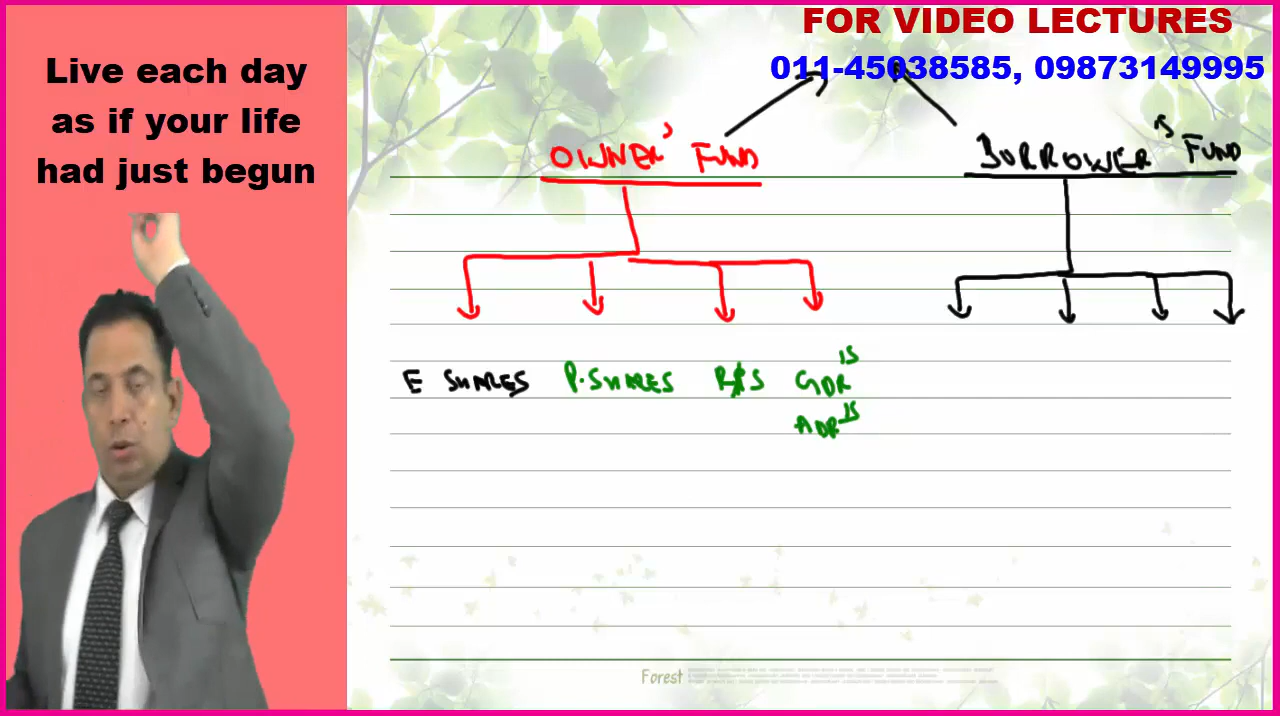 Live each day
as if your life
had just begun
FOR VIDEO LECTURES
011-45038585, 09873149995
OWNER'S FUND
BORROWER'S FUND
E SHARES P.SHARES R/S GDR'S
ADR'S
Forest